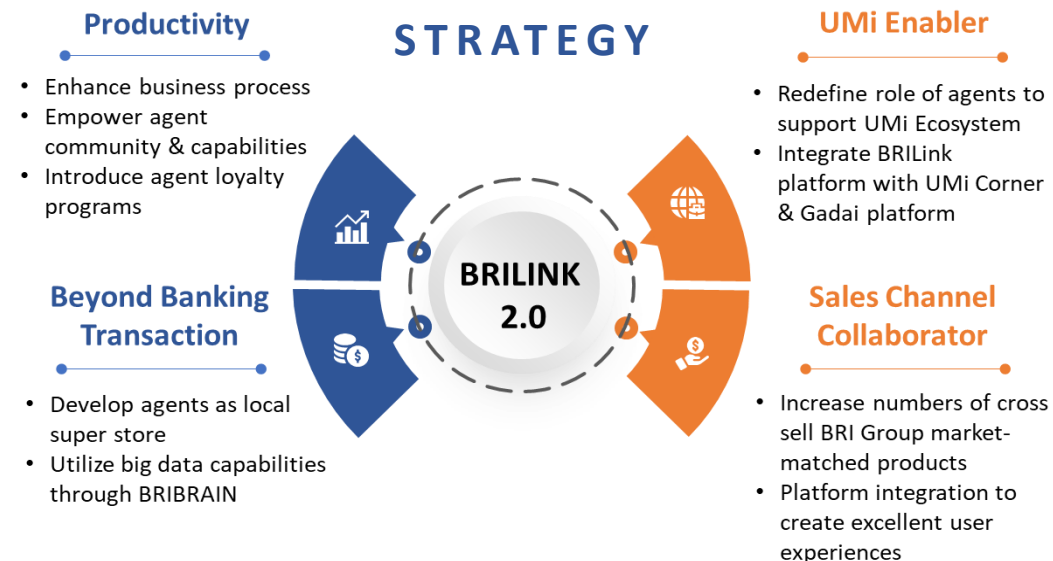 STRATEGY
Productivity
• Enhance business process
• Empower agent
community & capabilities
• Introduce agent loyalty
programs
Beyond Banking
Transaction
• Develop agents as local
super store
• Utilize big data capabilities
through BRIBRAIN
BRILINK
2.0
UMi Enabler
• Redefine role of agents to
support UMi Ecosystem
• Integrate BRILink
platform with UMi Corner
& Gadai platform
Sales Channel
Collaborator
• Increase numbers of cross
sell BRI Group market-
matched products
• Platform integration to
create excellent user
experiences